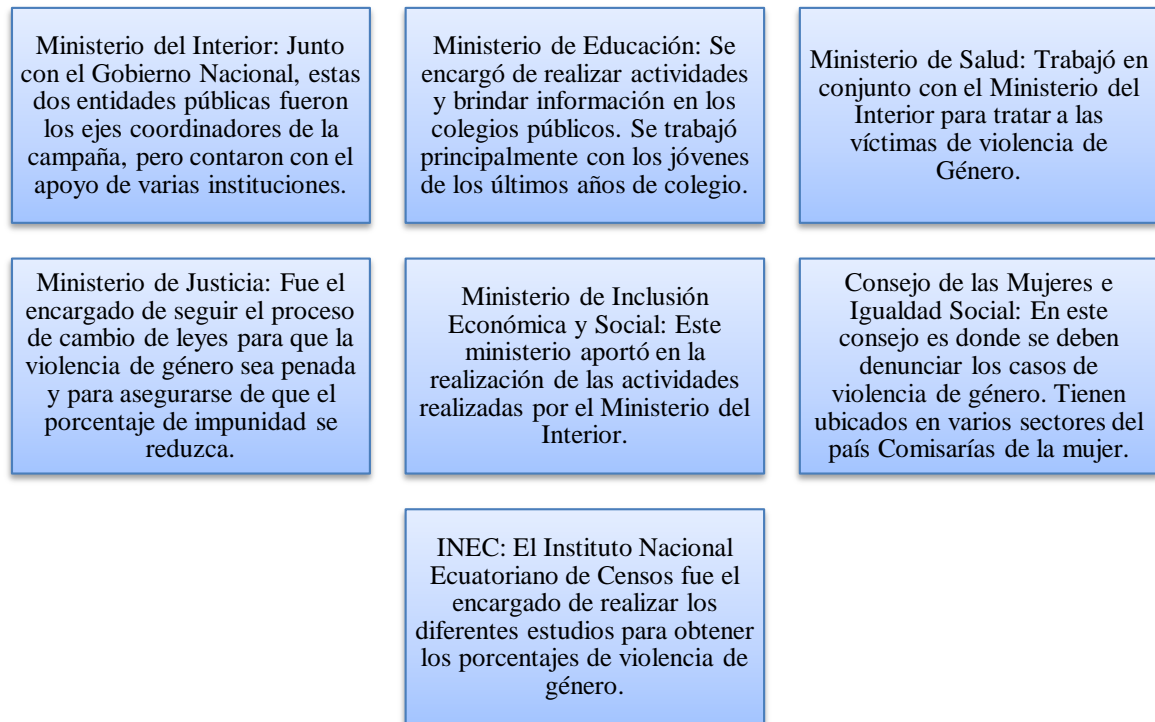 Ministerio del Interior: Junto
con el Gobierno Nacional, estas
dos entidades públicas fueron
los ejes coordinadores de la
campaña, pero contaron con el
apoyo de varias instituciones.
Ministerio de Educación: Se
encargó de realizar actividades
y brindar información en los
colegios públicos. Se trabajó
principalmente con los jóvenes
de los últimos años de colegio.
Ministerio de Salud: Trabajó en
conjunto con el Ministerio del
Interior para tratar a las
víctimas de violencia de
Género.
Ministerio de Justicia: Fue el
encargado de seguir el proceso
de cambio de leyes para que la
violencia de género sea penada
y para asegurarse de que el
porcentaje de impunidad se
reduzca.
Ministerio de Inclusión
Económica y Social: Este
ministerio aportó en la
realización de las actividades
realizadas por el Ministerio del
Interior.
Consejo de las Mujeres e
Igualdad Social: En este
consejo es donde se deben
denunciar los casos de
violencia de género. Tienen
ubicados en varios sectores del
país Comisarías de la mujer.
INEC: El Instituto Nacional
Ecuatoriano de Censos fue el
encargado de realizar los
diferentes estudios para obtener
los porcentajes de violencia de
género.